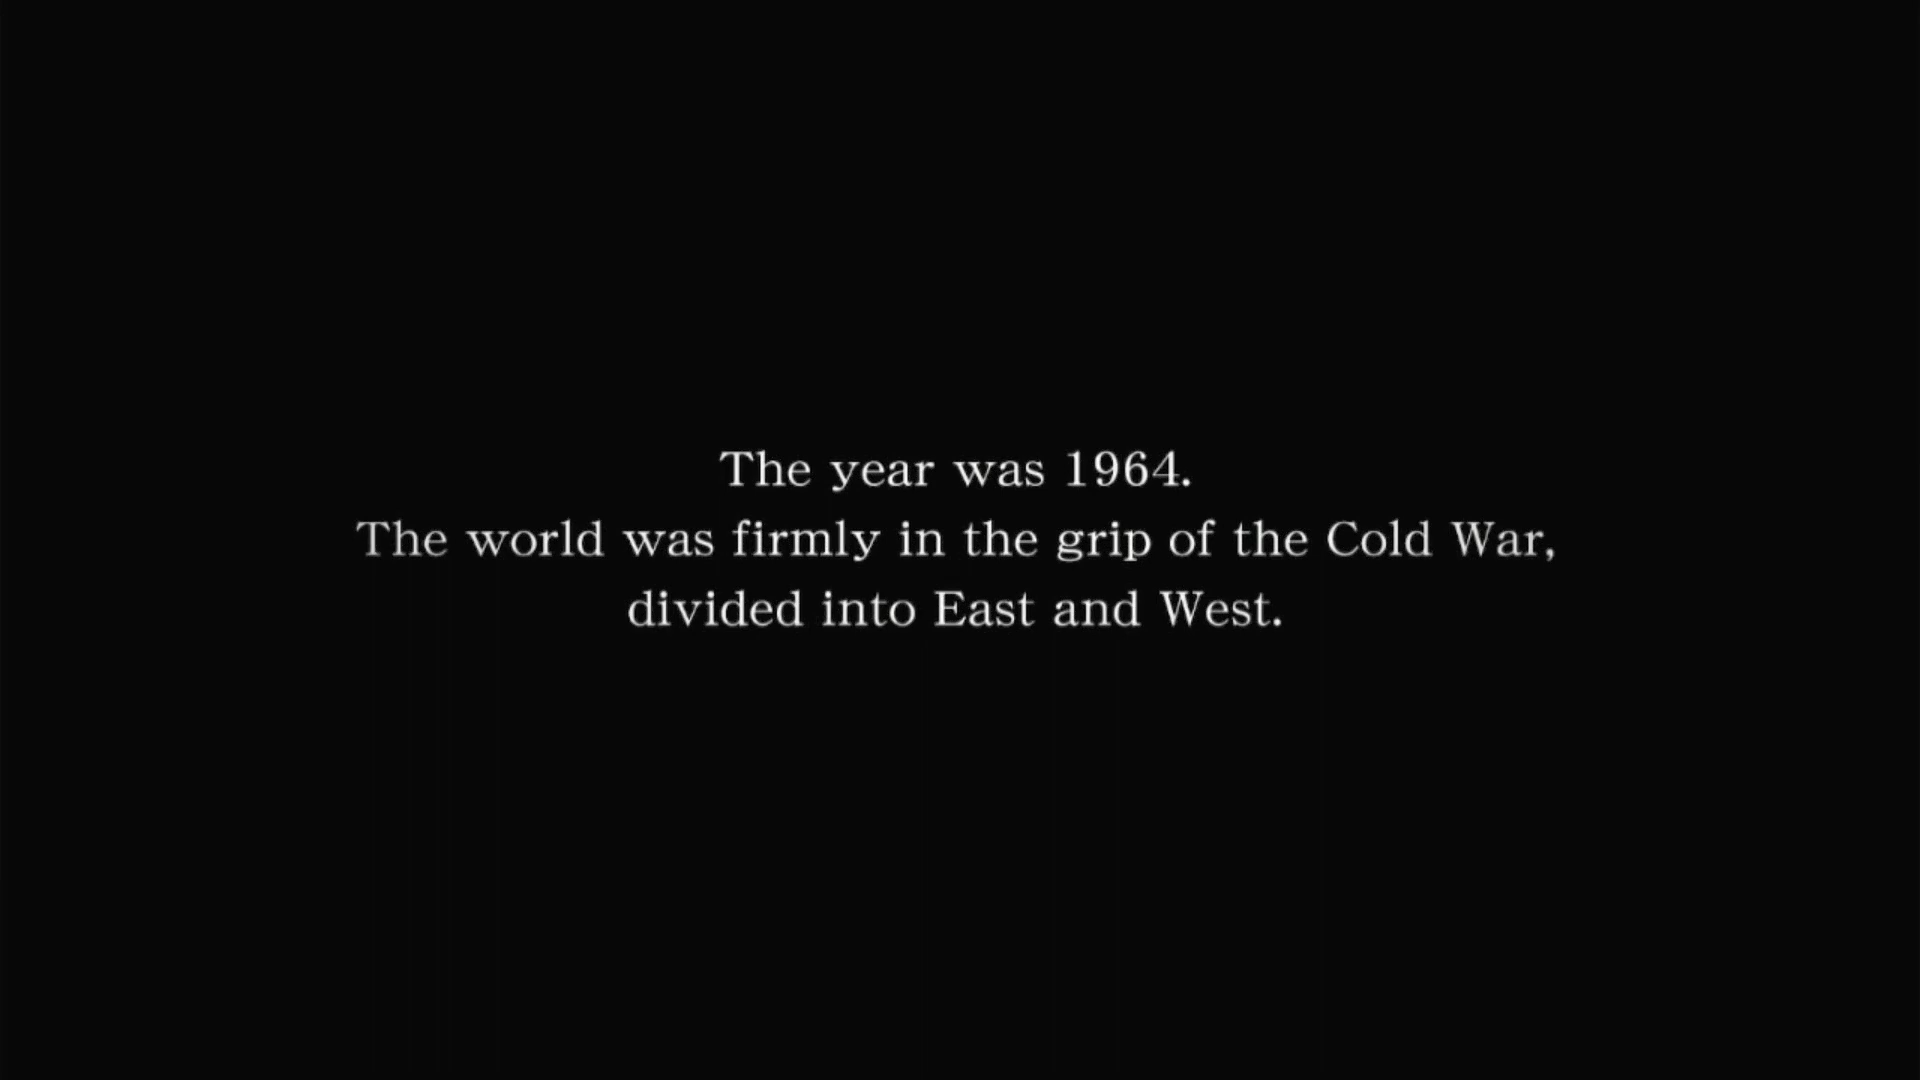 The year was 1964.
The world was firmly in the grip of the Cold War,
divided into East and West.